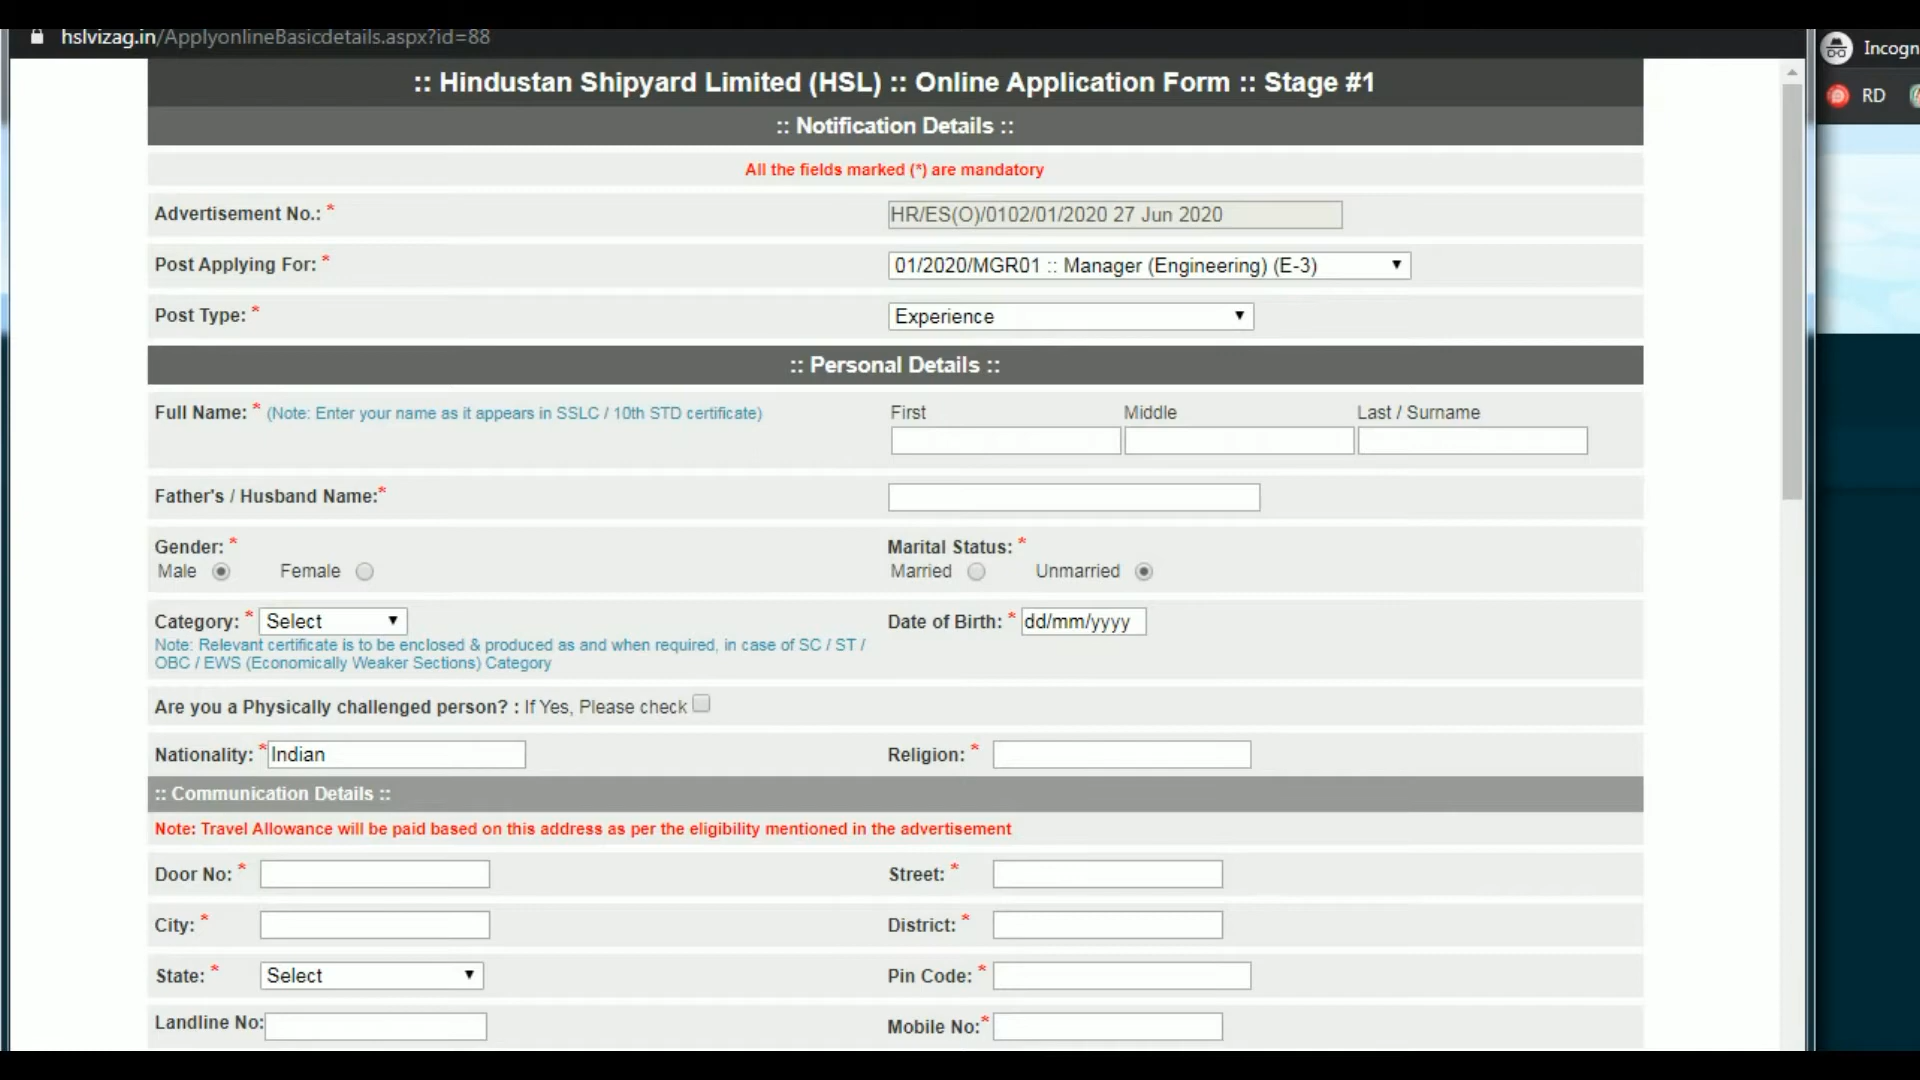 hslvizag.in/ApplyonlineBasicdetails.aspx?id=88
Incogn
RD
:: Hindustan Shipyard Limited (HSL) :: Online Application Form :: Stage #1
:: Notification Details ::
All the fields marked (*) are mandatory
Advertisement No.: * HR/ES(O)/0102/01/2020 27 Jun 2020
Post Applying For: * 01/2020/MGR01 :: Manager (Engineering) (E-3)
Post Type: * Experience
:: Personal Details ::
Full Name: * (Note: Enter your name as it appears in SSLC / 10th STD certificate) First Middle Last / Surname
Father's / Husband Name:*
Gender: * Marital Status: *
Male Female Married Unmarried
Category: * Select Date of Birth: * dd/mm/yyyy
Note: Relevant certificate is to be enclosed & produced as and when required, in case of SC / ST /
OBC / EWS (Economically Weaker Sections) Category
Are you a Physically challenged person? : If Yes, Please check
Nationality: * Indian Religion: *
:: Communication Details ::
Note: Travel Allowance will be paid based on this address as per the eligibility mentioned in the advertisement
Door No: * Street: *
City: * District: *
State: * Select Pin Code: *
Landline No: Mobile No:*